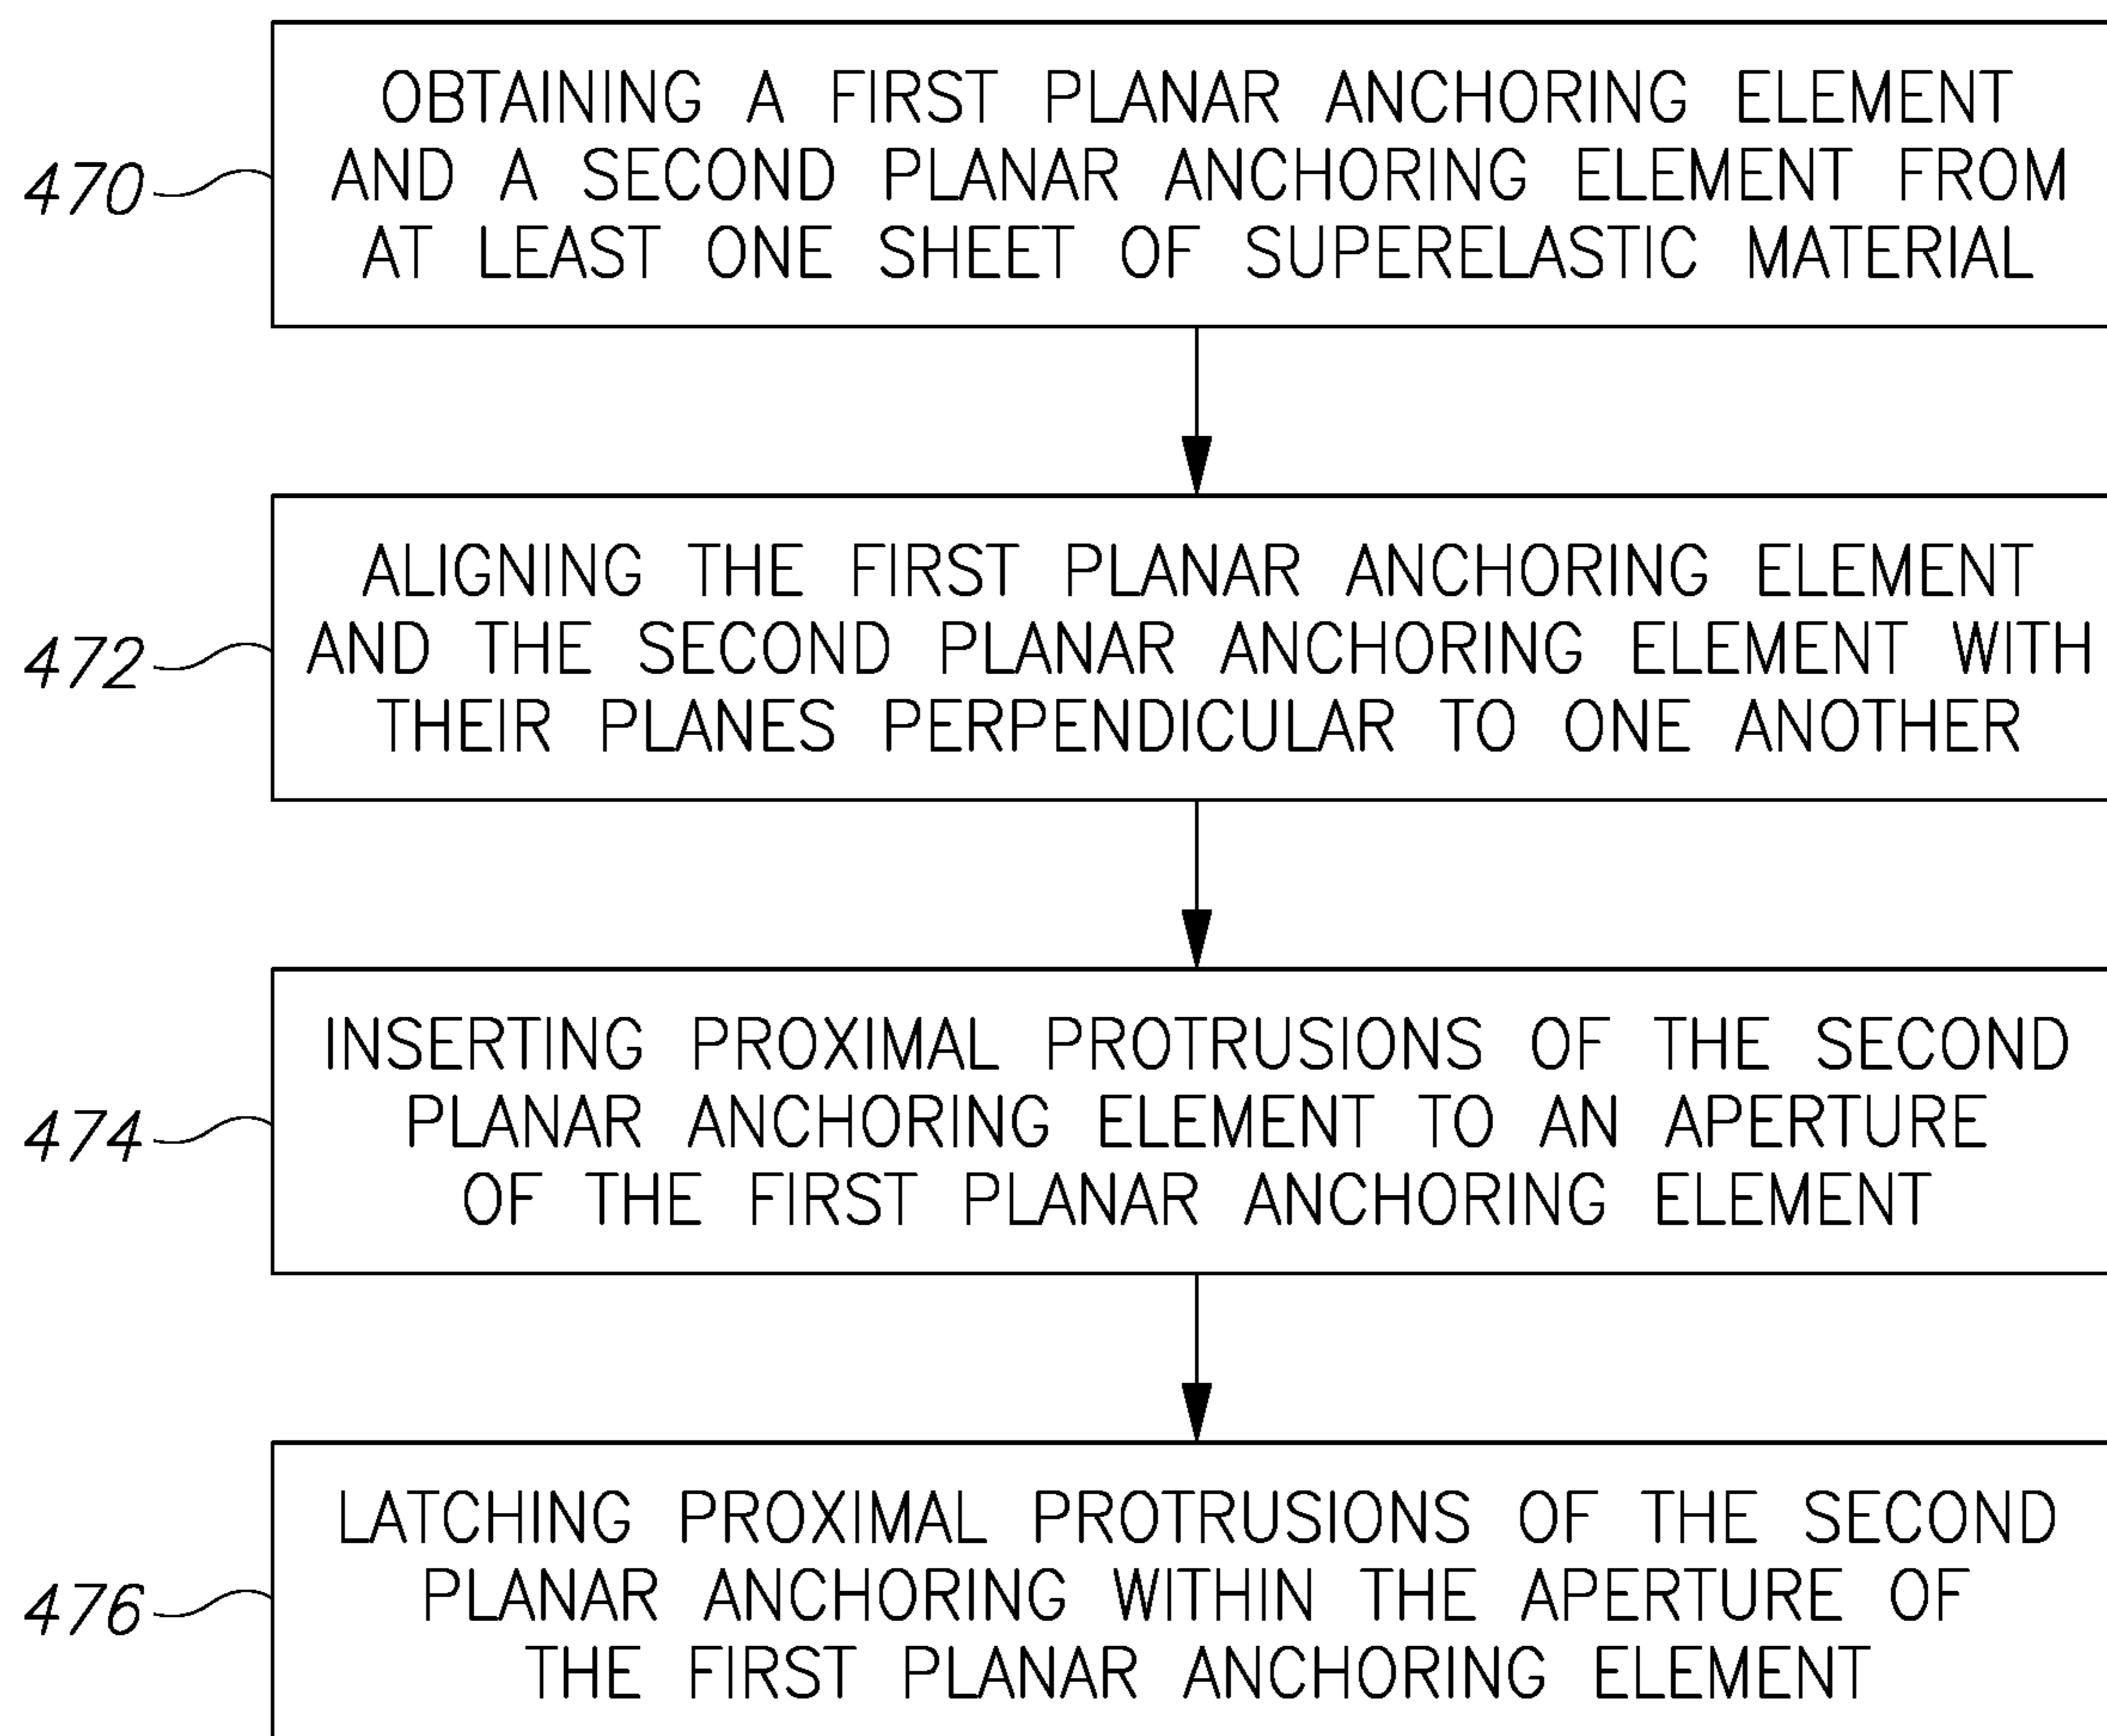 OBTAINING A FIRST PLANAR ANCHORING ELEMENT
470 AND A SECOND PLANAR ANCHORING ELEMENT FROM
AT LEAST ONE SHEET OF SUPERELASTIC MATERIAL
ALIGNING THE FIRST PLANAR ANCHORING ELEMENT
472 AND THE SECOND PLANAR ANCHORING ELEMENT WITH
THEIR PLANES PERPENDICULAR TO ONE ANOTHER
INSERTING PROXIMAL PROTRUSIONS OF THE SECOND
474 PLANAR ANCHORING ELEMENT TO AN APERTURE
OF THE FIRST PLANAR ANCHORING ELEMENT
LATCHING PROXIMAL PROTRUSIONS OF THE SECOND
476 PLANAR ANCHORING WITHIN THE APERTURE OF
THE FIRST PLANAR ANCHORING ELEMENT